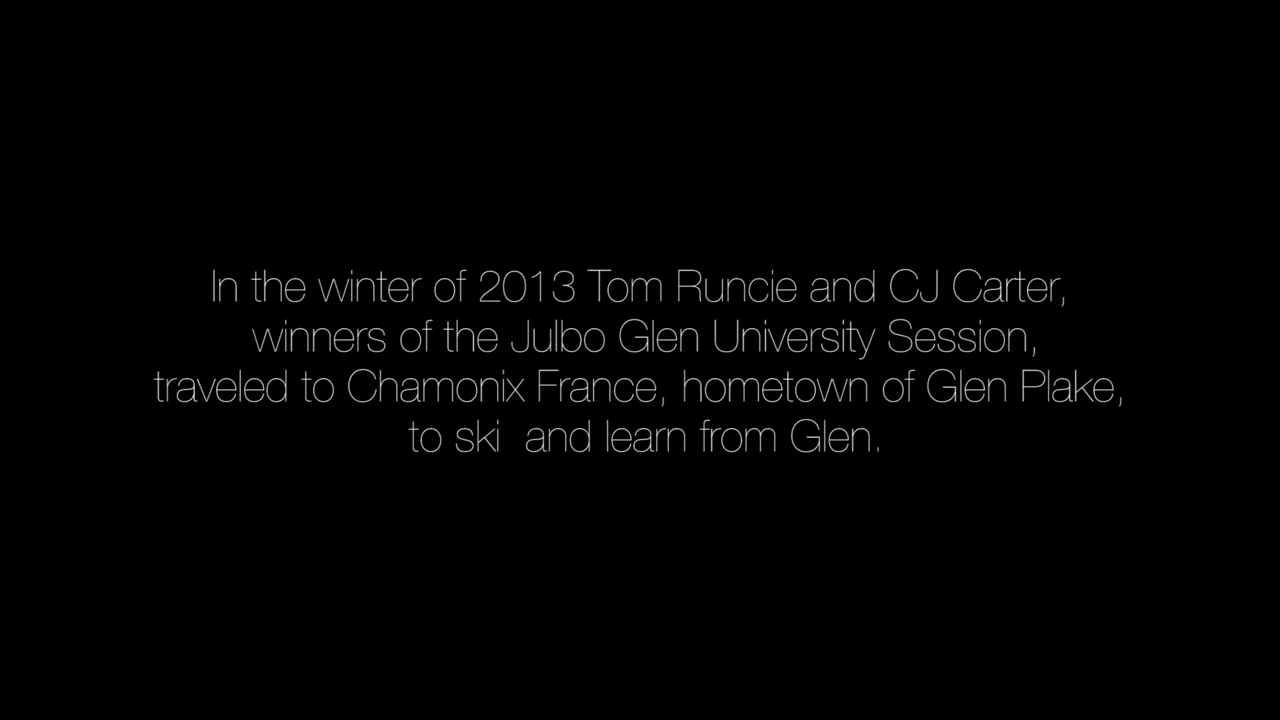 In the winter of 2013 Tom Runcie and CJ Carter,
winners of the Julbo Glen University Session,
traveled to Chamonix France, hometown of Glen Plake,
to ski  and learn from Glen.